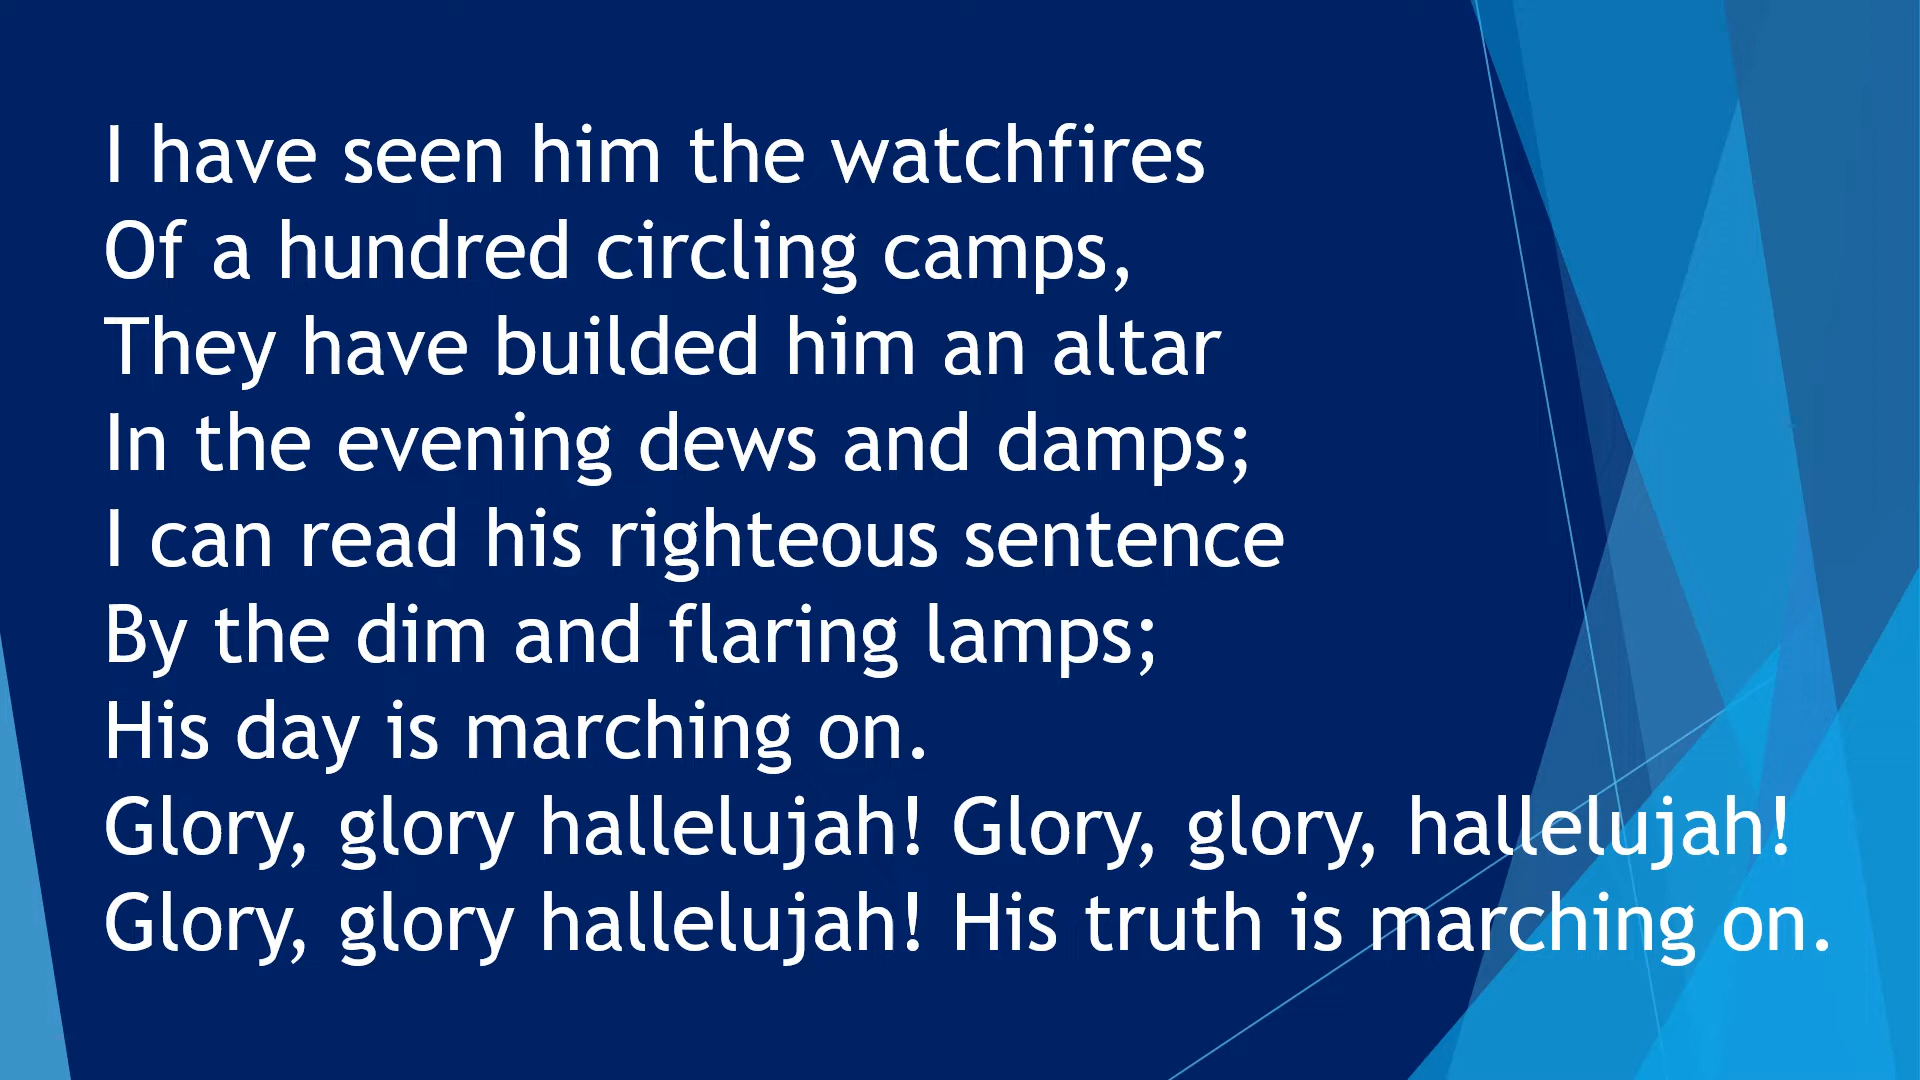 I have seen him the watchfires
Of a hundred circling camps,
They have builded him an altar
In the evening dews and damps;
I can read his righteous sentence
By the dim and flaring lamps;
His day is marching on.
Glory, glory hallelujah! Glory, glory, hallelujah!
Glory, glory hallelujah! His truth is marching on.